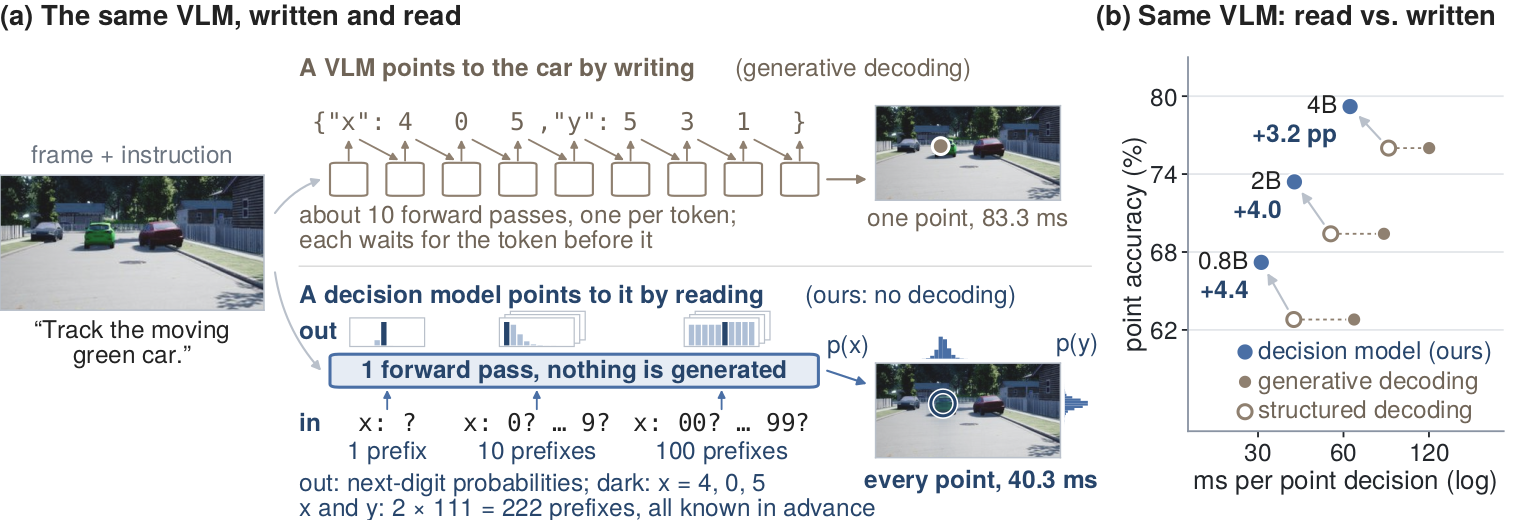 (a) The same VLM, written and read
A VLM points to the car by writing (generative decoding)
{"x": 4 0 5 ,"y": 5 3 1 }
frame + instruction
about 10 forward passes, one per token;
each waits for the token before it
one point, 83.3 ms
“Track the moving
green car.”
A decision model points to it by reading (ours: no decoding)
out
1 forward pass, nothing is generated
p(x)
p(y)
in x: ? x: 0? … 9? x: 00? … 99?
1 prefix 10 prefixes 100 prefixes
out: next-digit probabilities; dark: x = 4, 0, 5
x and y: 2 × 111 = 222 prefixes, all known in advance
every point, 40.3 ms
(b) Same VLM: read vs. written
point accuracy (%)
80
74
68
62
4B
+3.2 pp
2B
+4.0
0.8B
+4.4
decision model (ours)
generative decoding
structured decoding
30 60 120
ms per point decision (log)